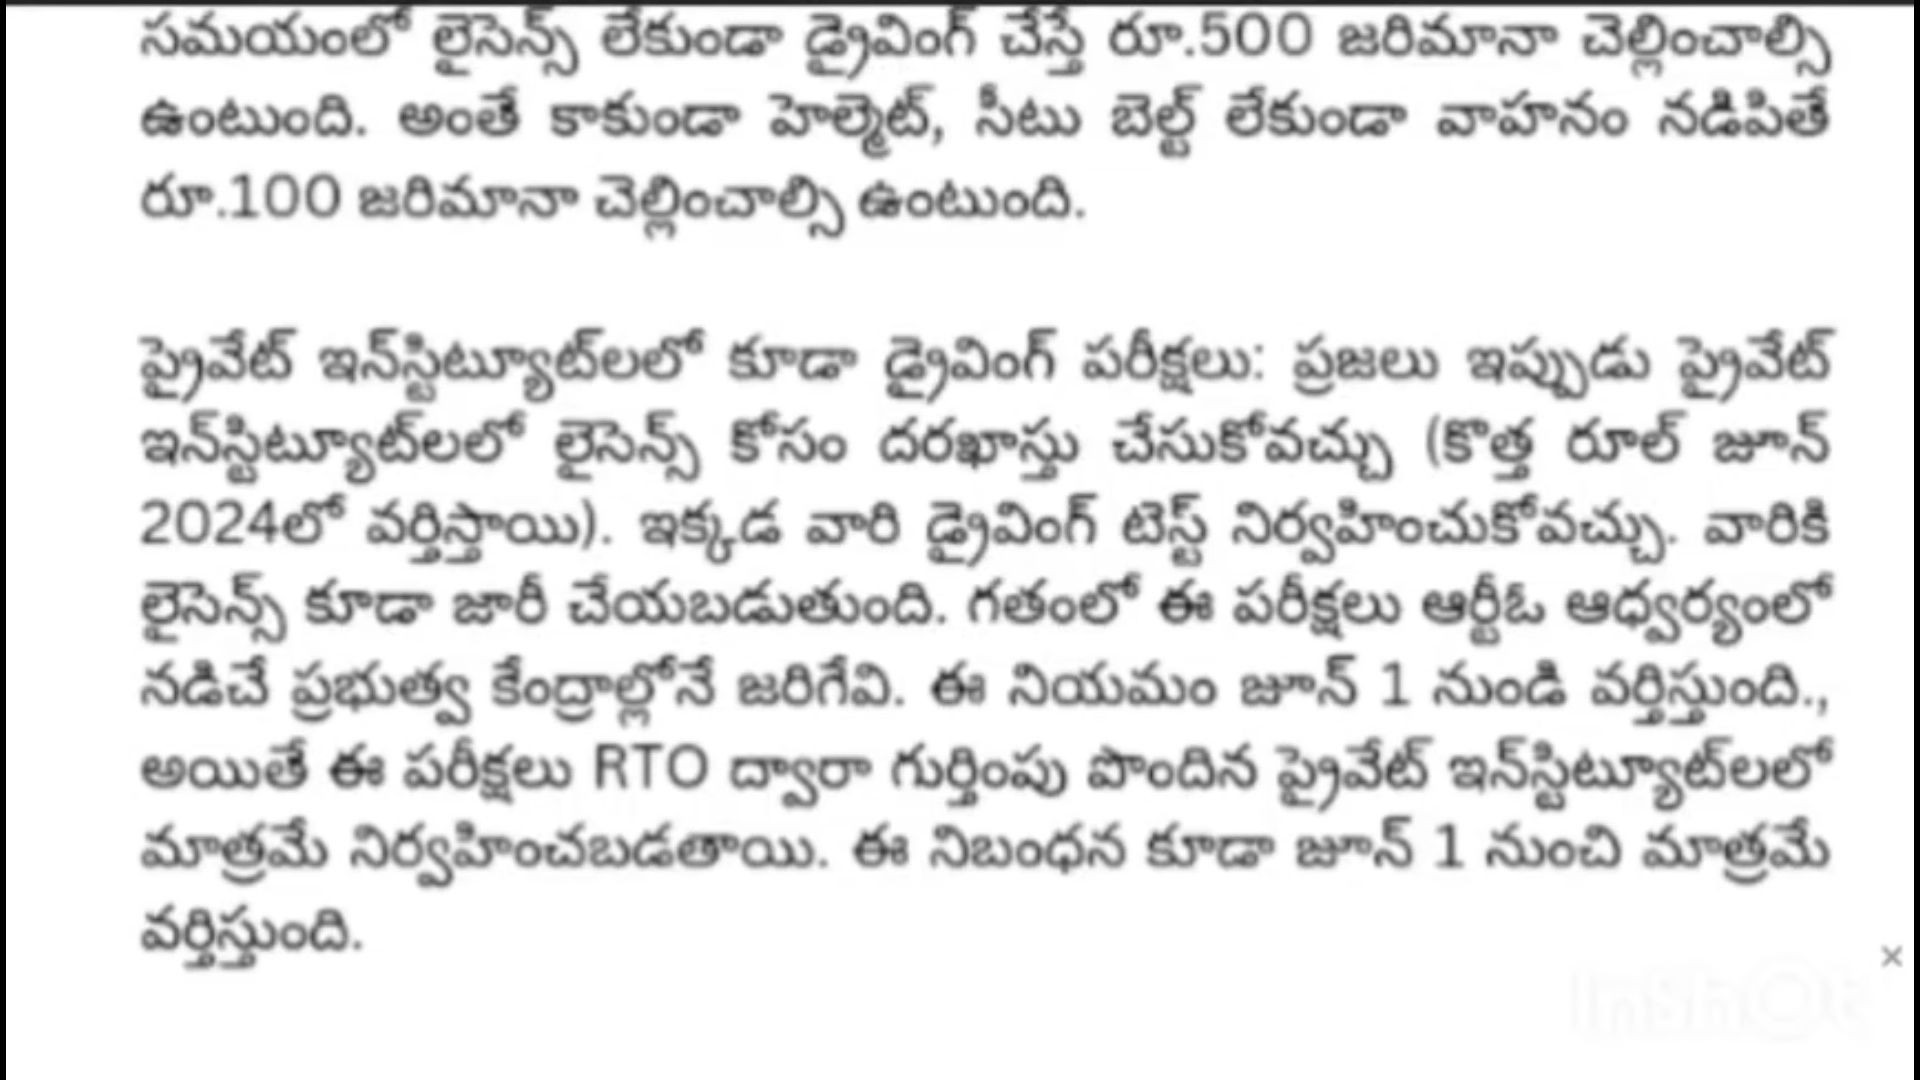 సమయంలో లైసెన్స్ లేకుండా డ్రైవింగ్ చేస్తే రూ.500 జరిమానా చెల్లించాల్సి
ఉంటుంది. అంతే కాకుండా హెల్మెట్, సీటు బెల్ట్ లేకుండా వాహనం నడిపితే
రూ.100 జరిమానా చెల్లించాల్సి ఉంటుంది.
ప్రైవేట్ ఇన్‌స్టిట్యూట్‌లలో కూడా డ్రైవింగ్ పరీక్షలు: ప్రజలు ఇప్పుడు ప్రైవేట్
ఇన్‌స్టిట్యూట్‌లలో లైసెన్స్ కోసం దరఖాస్తు చేసుకోవచ్చు (కొత్త రూల్ జూన్
2024లో వర్తిస్తాయి). ఇక్కడ వారి డ్రైవింగ్ టెస్ట్ నిర్వహించుకోవచ్చు. వారికి
లైసెన్స్ కూడా జారీ చేయబడుతుంది. గతంలో ఈ పరీక్షలు ఆర్టీఓ ఆధ్వర్యంలో
నడిచే ప్రభుత్వ కేంద్రాల్లోనే జరిగేవి. ఈ నియమం జూన్ 1 నుండి వర్తిస్తుంది.,
అయితే ఈ పరీక్షలు RTO ద్వారా గుర్తింపు పొందిన ప్రైవేట్ ఇన్‌స్టిట్యూట్‌లలో
మాత్రమే నిర్వహించబడతాయి. ఈ నిబంధన కూడా జూన్ 1 నుంచి మాత్రమే
వర్తిస్తుంది.
InShOt